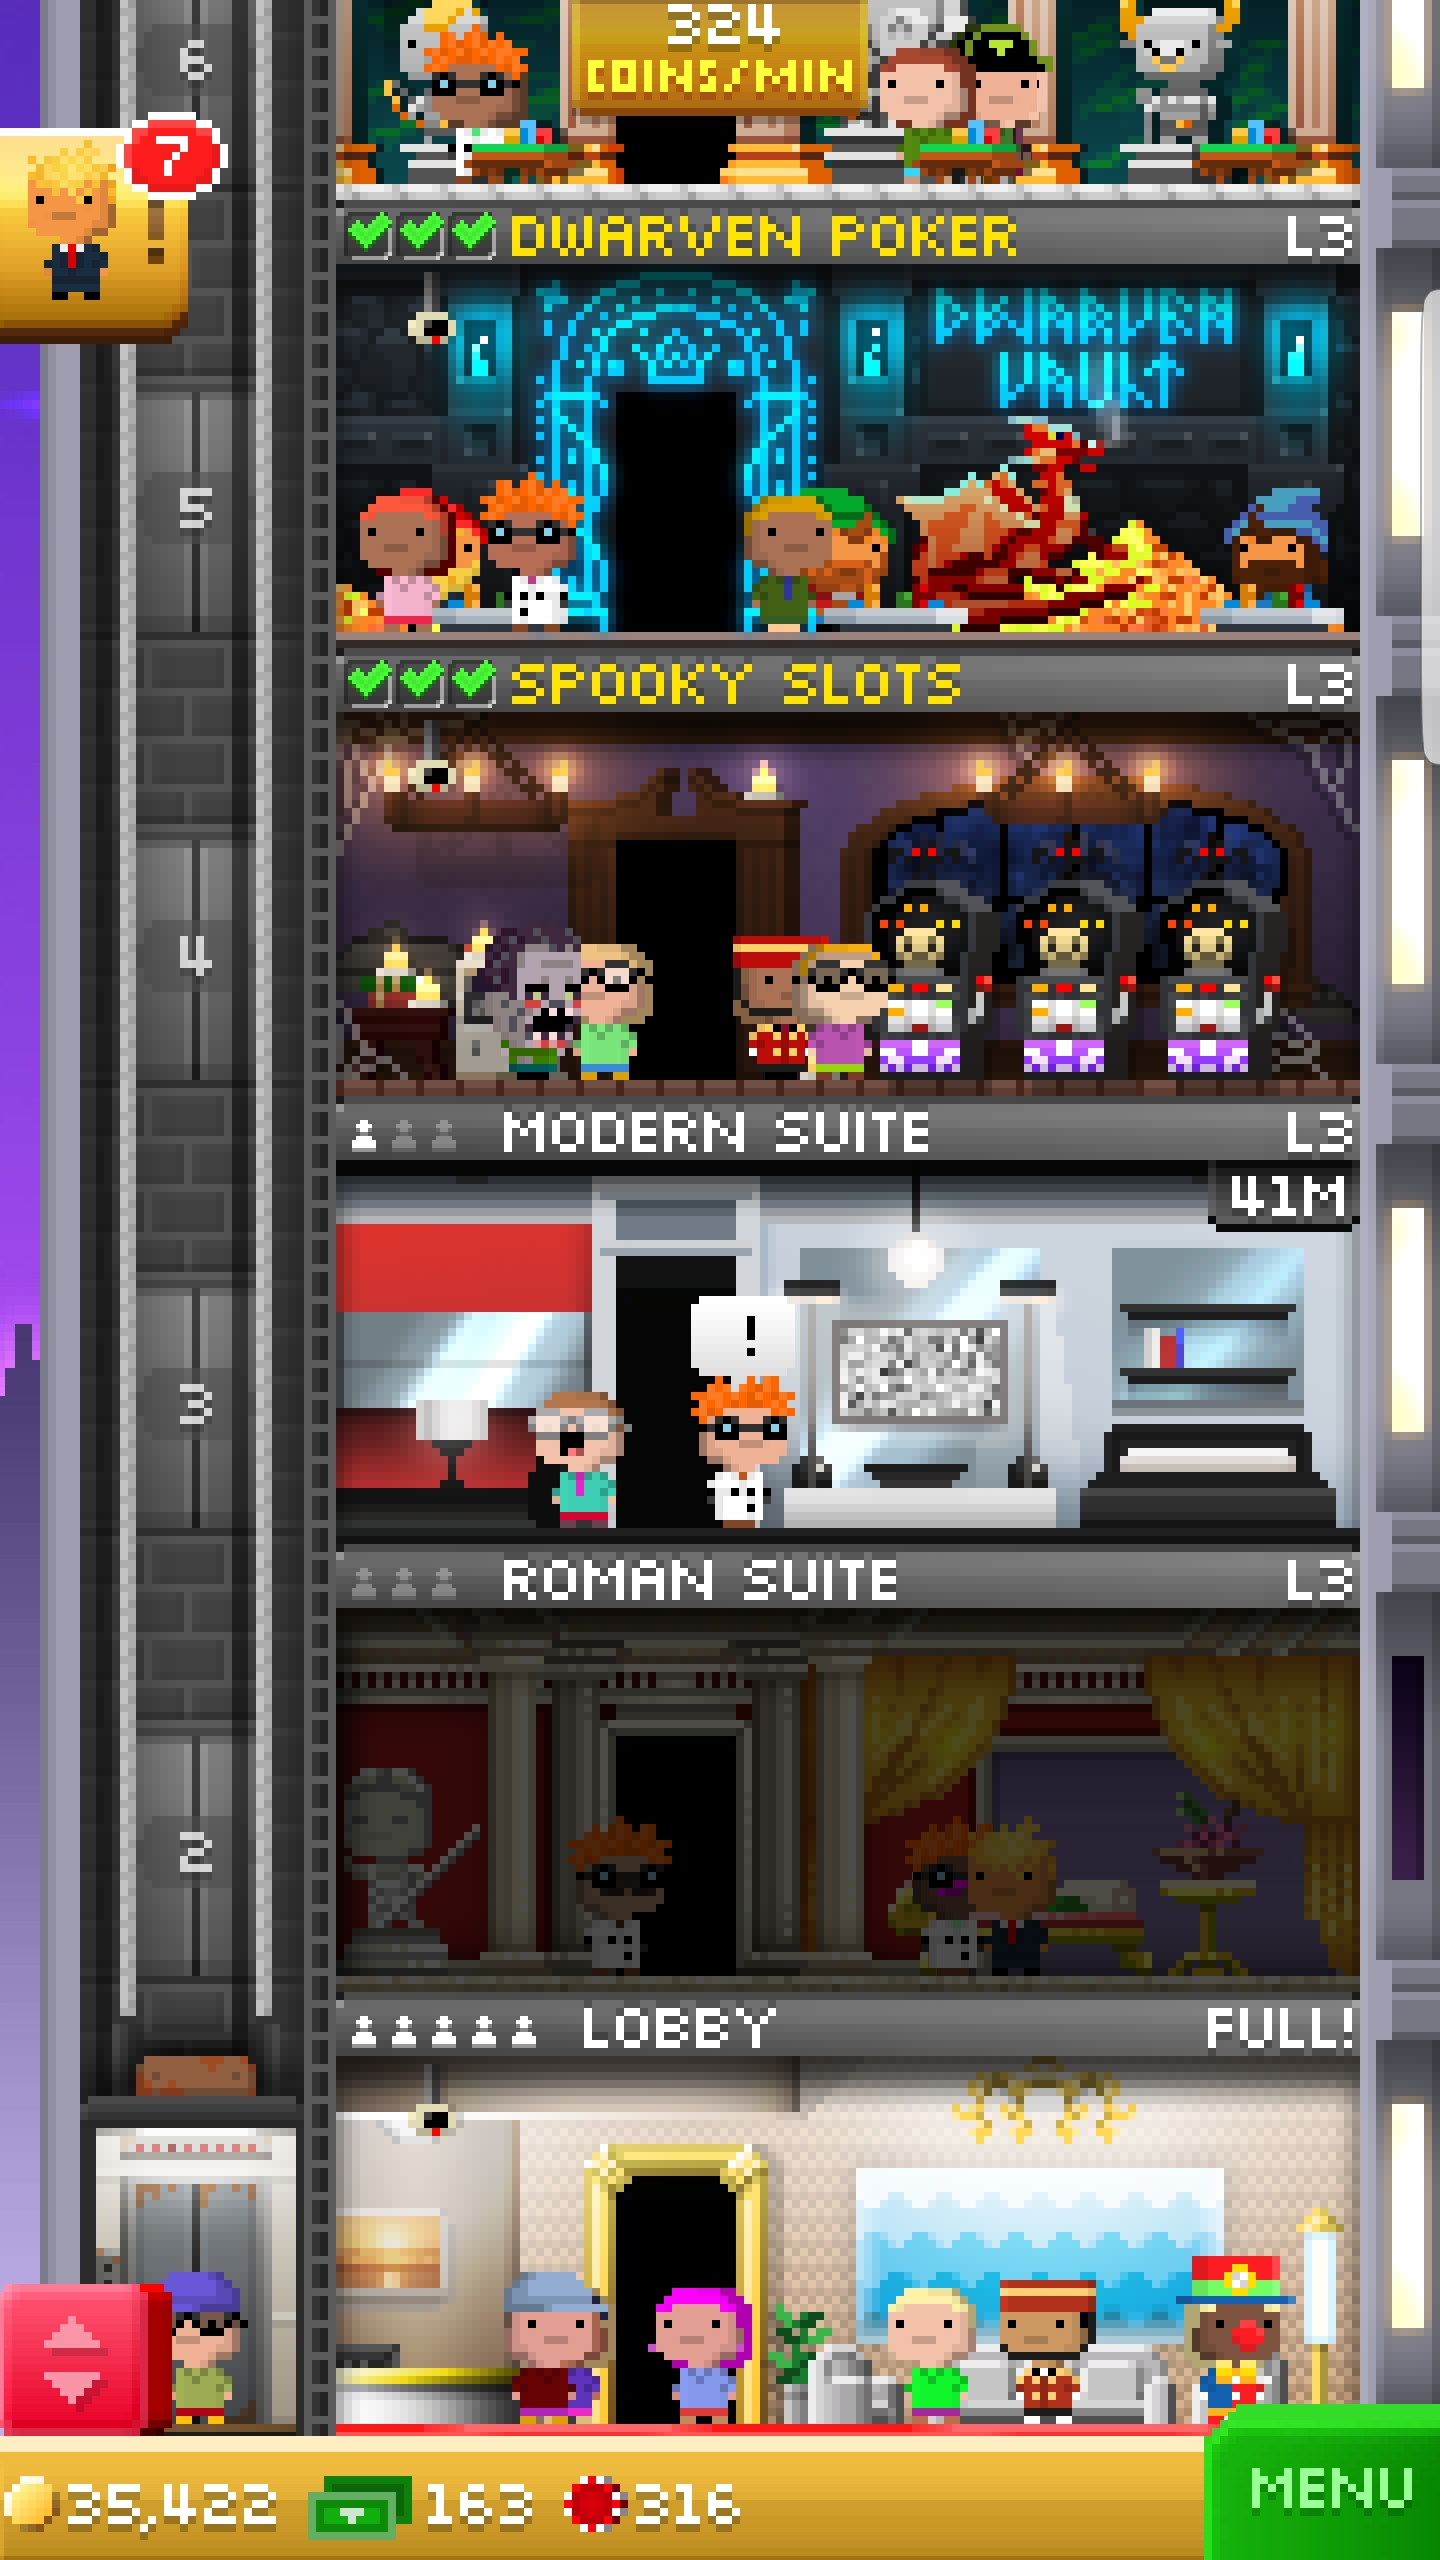 324
COINS/MIN
6
7
DWARVEN POKER
L3
DWARVEN
VAULT
5
SPOOKY SLOTS
L3
4
MODERN SUITE
L3
41M
!
3
ROMAN SUITE
L3
2
LOBBY
FULL!
35,422
163
316
MENU